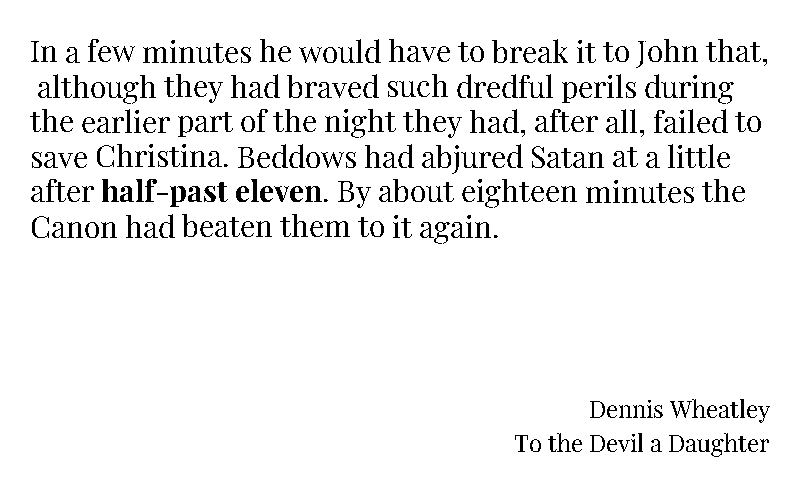 In a few minutes he would have to break it to John that,
although they had braved such dredful perils during
the earlier part of the night they had, after all, failed to
save Christina. Beddows had abjured Satan at a little
after half-past eleven. By about eighteen minutes the
Canon had beaten them to it again.
Dennis Wheatley
To the Devil a Daughter